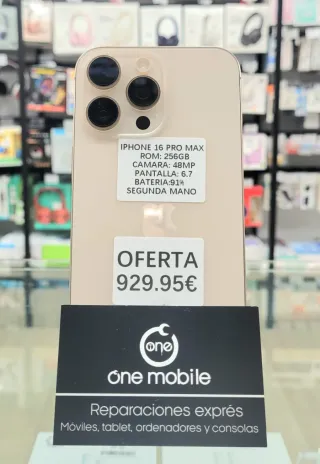 IPHONE 16 PRO MAX
ROM: 256GB
CAMARA: 48MP
PANTALLA: 6.7
BATERIA:91%
SEGUNDA MANO
OFERTA
929.95€
one
óne mobile
Reparaciones exprés
Móviles, tablet, ordenadores y consolas